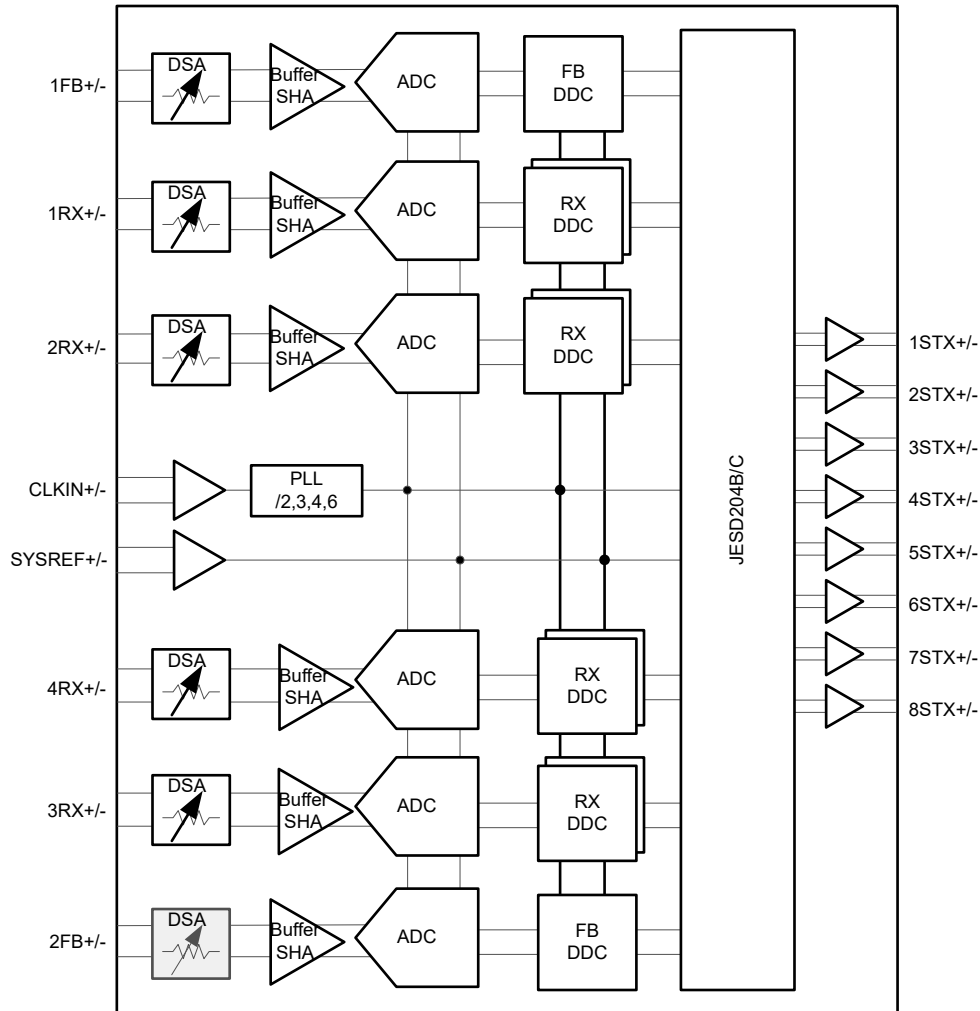 1FB+/-
DSA
Buffer
SHA
ADC
FB
DDC
1RX+/-
DSA
Buffer
SHA
ADC
RX
DDC
2RX+/-
DSA
Buffer
SHA
ADC
RX
DDC
CLKIN+/-
PLL
/2,3,4,6
SYSREF+/-
4RX+/-
DSA
Buffer
SHA
ADC
RX
DDC
3RX+/-
DSA
Buffer
SHA
ADC
RX
DDC
2FB+/-
DSA
Buffer
SHA
ADC
FB
DDC
JESD204B/C
1STX+/-
2STX+/-
3STX+/-
4STX+/-
5STX+/-
6STX+/-
7STX+/-
8STX+/-